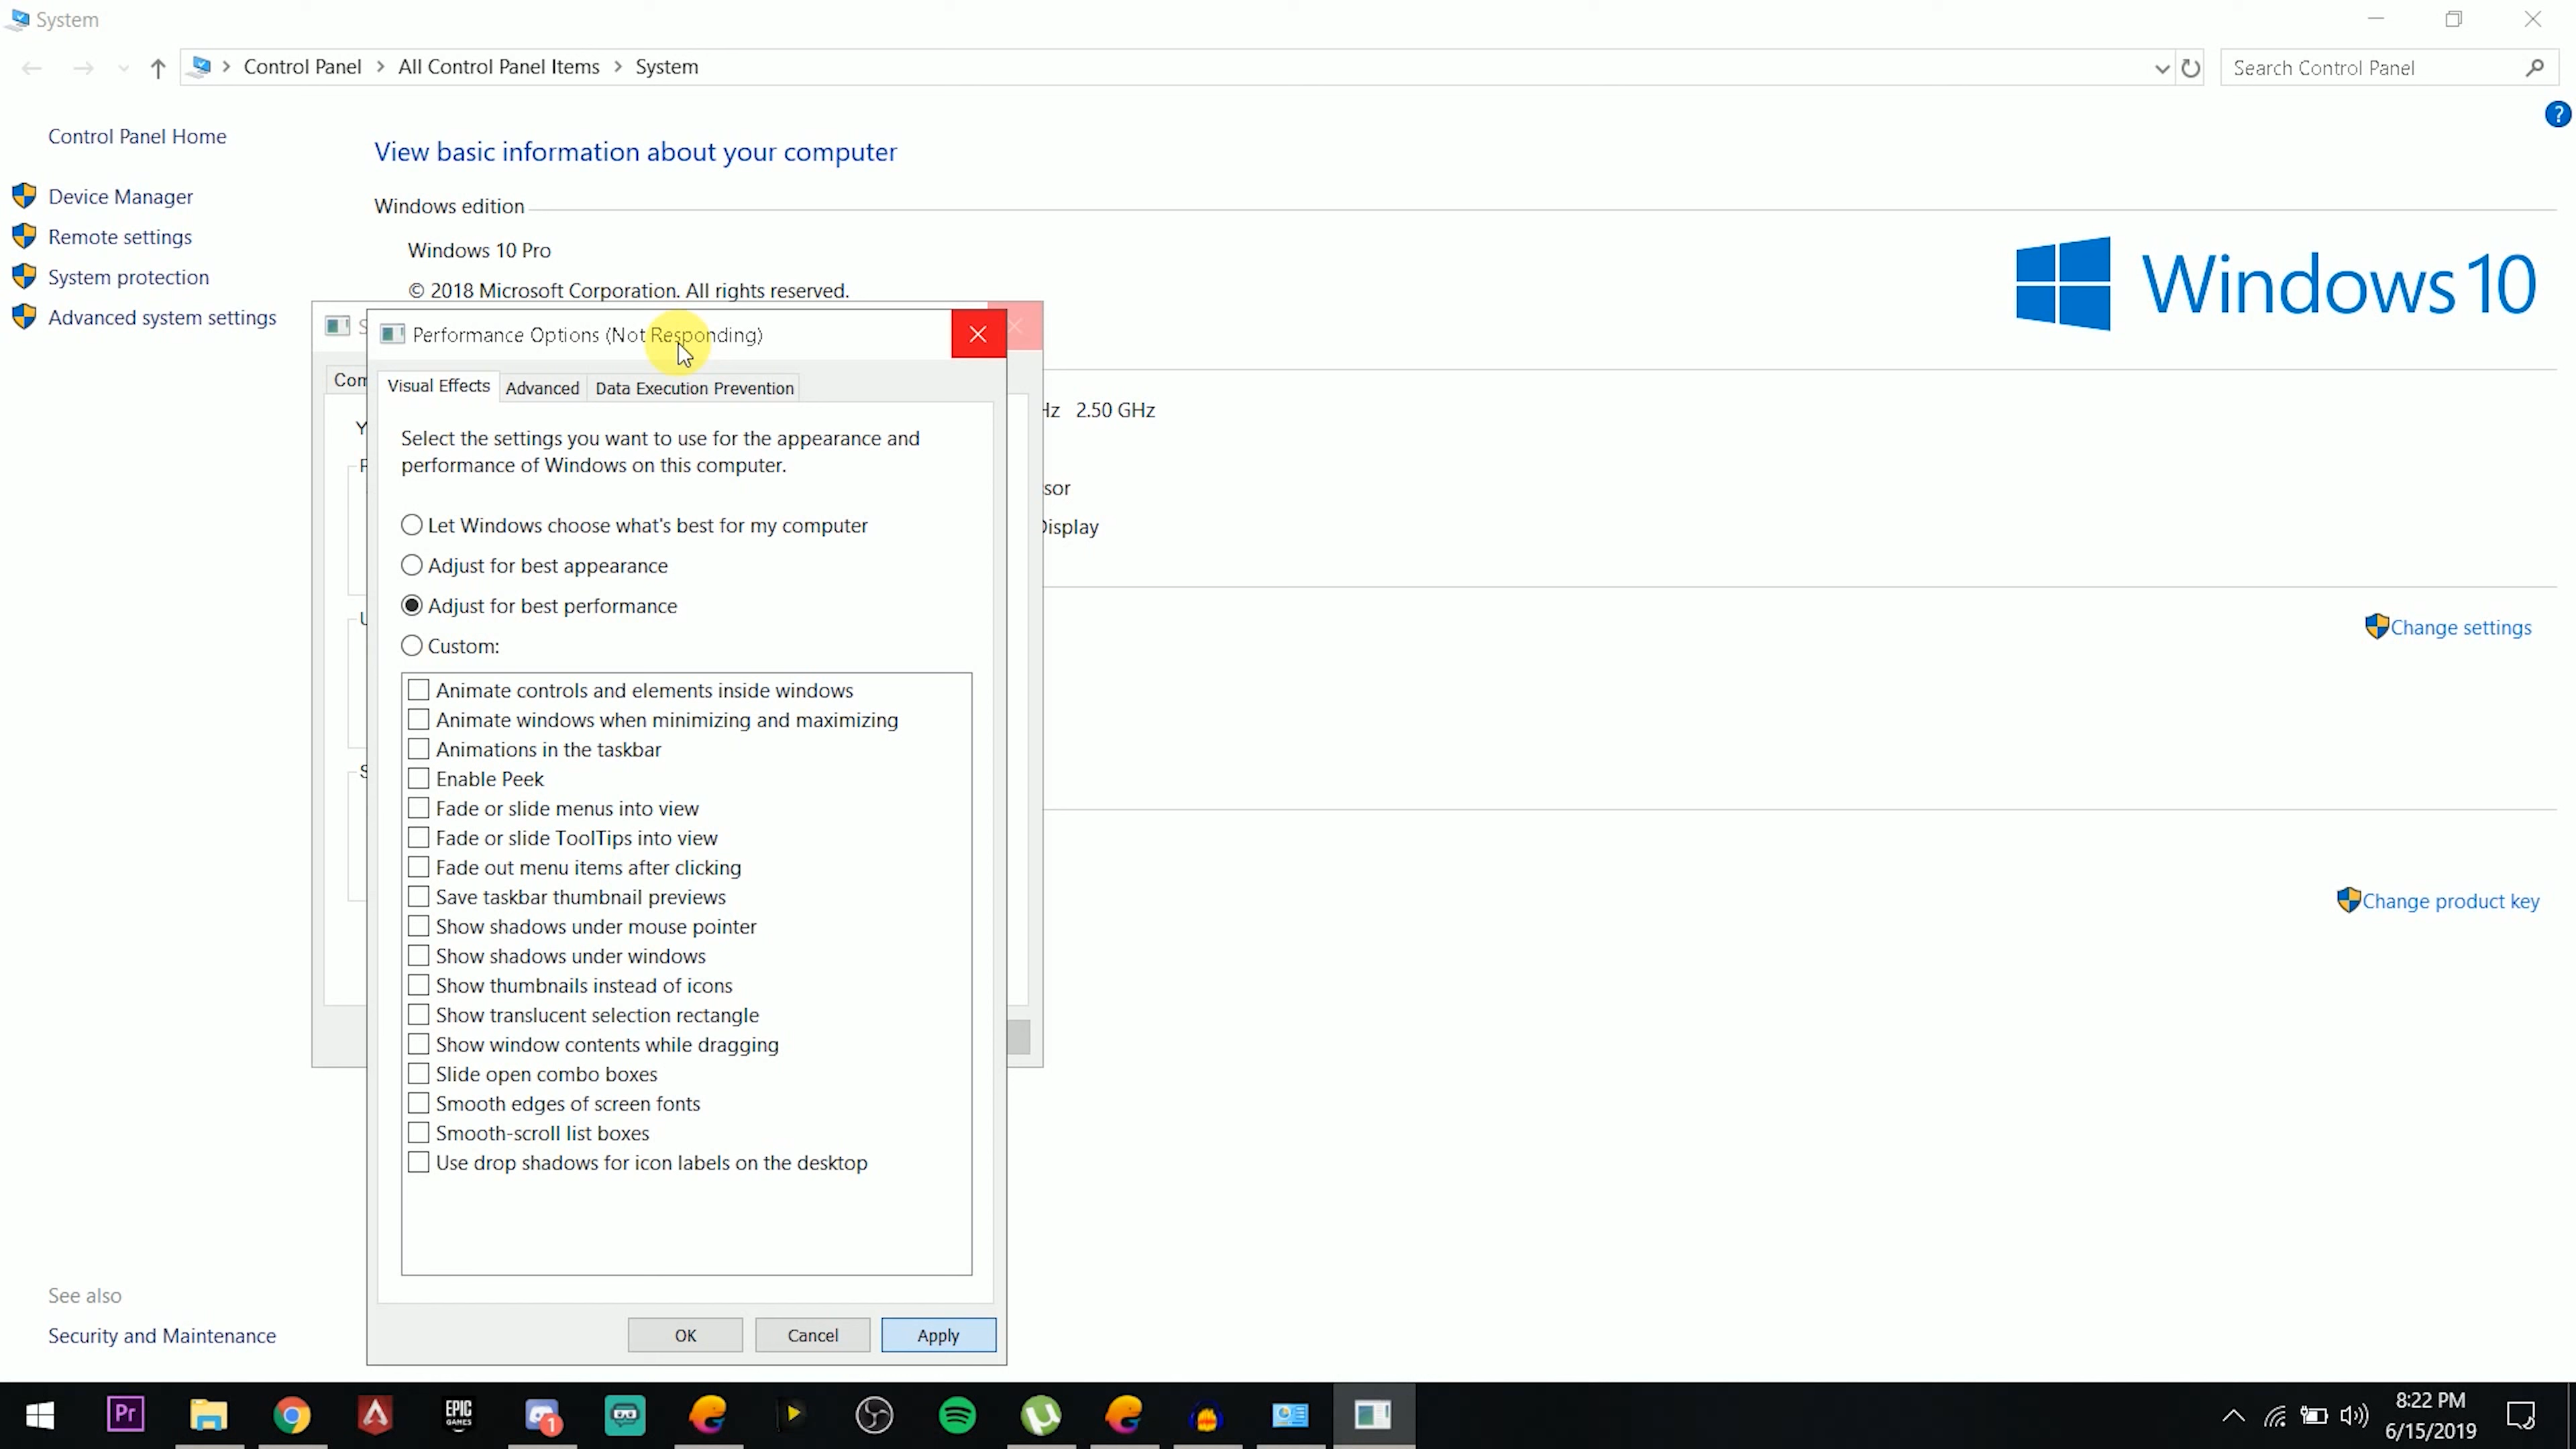 System
Control Panel > All Control Panel Items > System
Search Control Panel
?
Control Panel Home
Device Manager
Remote settings
System protection
Advanced system settings
View basic information about your computer
Windows edition
Windows 10 Pro
© 2018 Microsoft Corporation. All rights reserved.
Windows 10
Hz 2.50 GHz
sor
Display
Change settings
Change product key
Com
Performance Options (Not Responding)
Visual Effects
Advanced
Data Execution Prevention
Select the settings you want to use for the appearance and
performance of Windows on this computer.
Let Windows choose what's best for my computer
Adjust for best appearance
Adjust for best performance
Custom:
Animate controls and elements inside windows
Animate windows when minimizing and maximizing
Animations in the taskbar
Enable Peek
Fade or slide menus into view
Fade or slide ToolTips into view
Fade out menu items after clicking
Save taskbar thumbnail previews
Show shadows under mouse pointer
Show shadows under windows
Show thumbnails instead of icons
Show translucent selection rectangle
Show window contents while dragging
Slide open combo boxes
Smooth edges of screen fonts
Smooth-scroll list boxes
Use drop shadows for icon labels on the desktop
OK
Cancel
Apply
See also
Security and Maintenance
Pr
EPIC
GAMES
1
8:22 PM
6/15/2019